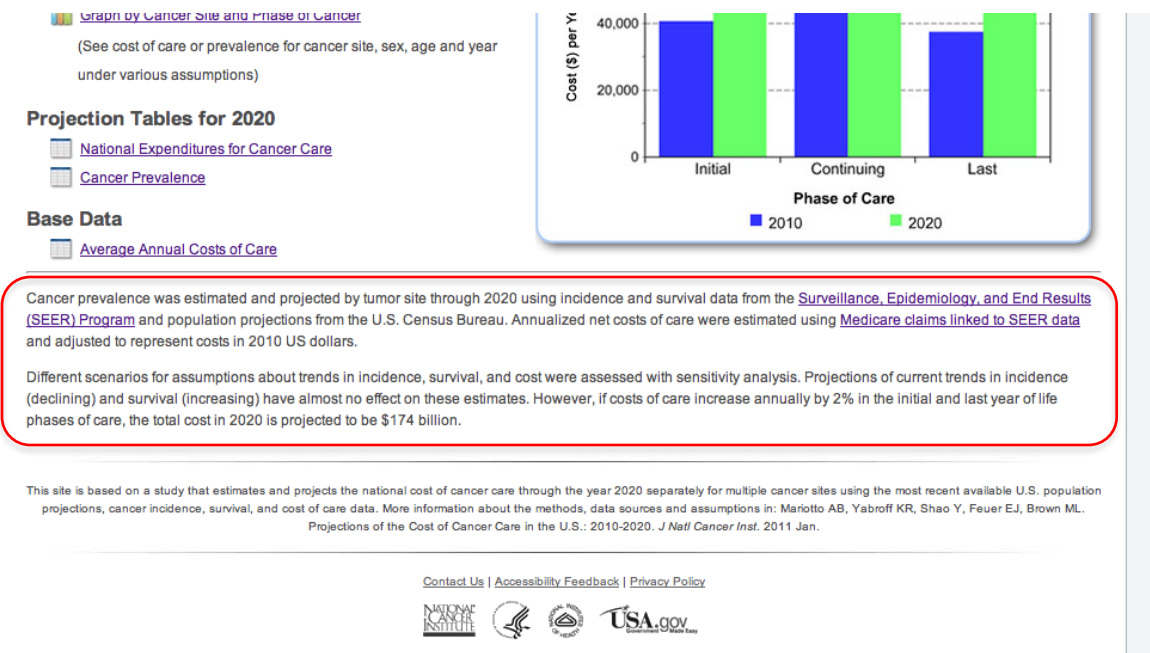 Graph by Cancer Site and Phase of Cancer
(See cost of care or prevalence for cancer site, sex, age and year
under various assumptions)
Projection Tables for 2020
National Expenditures for Cancer Care
Cancer Prevalence
Base Data
Average Annual Costs of Care
Cost ($) per Ye
40,000
20,000
0
Initial Continuing Last
Phase of Care
2010 2020
Cancer prevalence was estimated and projected by tumor site through 2020 using incidence and survival data from the Surveillance, Epidemiology, and End Results
(SEER) Program and population projections from the U.S. Census Bureau. Annualized net costs of care were estimated using Medicare claims linked to SEER data
and adjusted to represent costs in 2010 US dollars.
Different scenarios for assumptions about trends in incidence, survival, and cost were assessed with sensitivity analysis. Projections of current trends in incidence
(declining) and survival (increasing) have almost no effect on these estimates. However, if costs of care increase annually by 2% in the initial and last year of life
phases of care, the total cost in 2020 is projected to be $174 billion.
This site is based on a study that estimates and projects the national cost of cancer care through the year 2020 separately for multiple cancer sites using the most recent available U.S. population
projections, cancer incidence, survival, and cost of care data. More information about the methods, data sources and assumptions in: Mariotto AB, Yabroff KR, Shao Y, Feuer EJ, Brown ML.
Projections of the Cost of Cancer Care in the U.S.: 2010-2020. J Natl Cancer Inst. 2011 Jan.
Contact Us | Accessibility Feedback | Privacy Policy
NATIONAL
CANCER
INSTITUTE
NATIONAL INSTITUTES
OF HEALTH
USA.gov
Government Made Easy